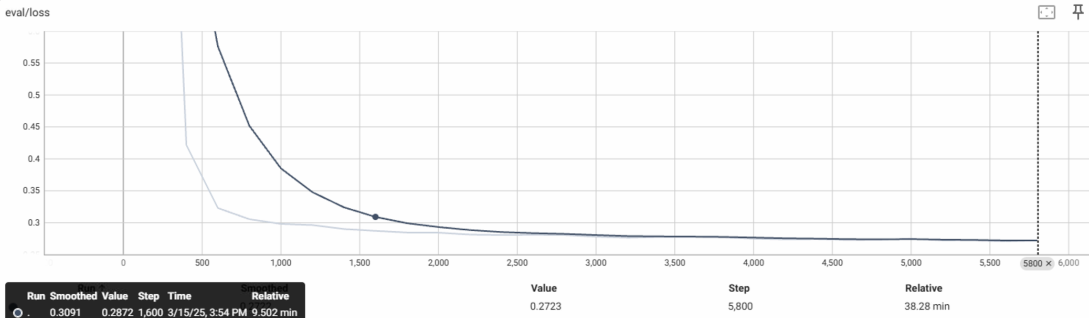 eval/loss
0.55
0.5
0.45
0.4
0.35
0.3
0 500 1,000 1,500 2,000 2,500 3,000 3,500 4,000 4,500 5,000 5,500 5800 × 6,000
Run Smoothed Value Step Time Relative
. 0.3091 0.2872 1,600 3/15/25, 3:54 PM 9.502 min
Value Step Relative
0.2723 5,800 38.28 min